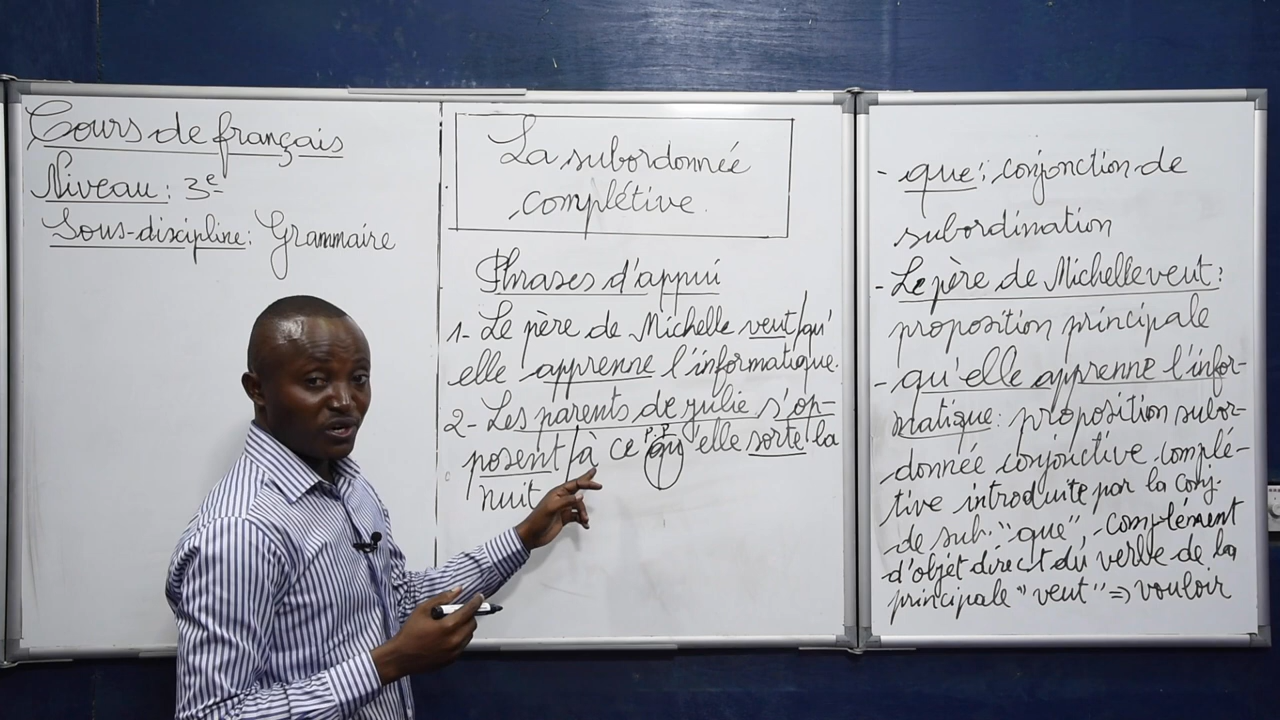 Cours de français
Niveau : 3e
Sous-discipline : Grammaire
La subordonnée
complétive.
Phrases d'appui
1- Le père de Michelle veut/qu'
elle apprenne l'informatique.
2- Les parents de julie s'op-
posent/à ce qu' elle sorte la
P.P
nuit
- que : conjonction de
subordination
- Le père de Michelle veut :
proposition principale
- qu'elle apprenne l'infor-
matique : proposition subor-
donnée conjonctive complé-
tive introduite par la conj.
de sub. "que", complément
d'objet direct du verbe de la
principale "veut" => vouloir